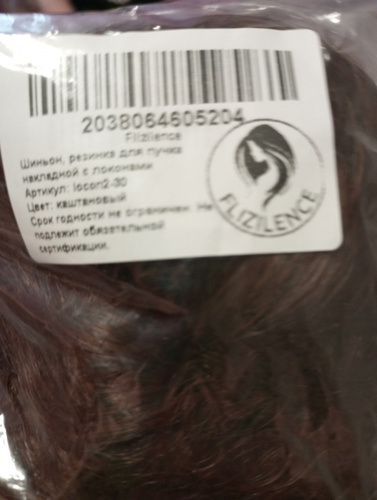 2038064605204
Flizilence
Шиньон, резинка для пучка
накладной с локонами
Артикул: locon2-30
Цвет: каштановый
Срок годности не ограничен. Не
подлежит обязательной
сертификации.
FLIZILENCE